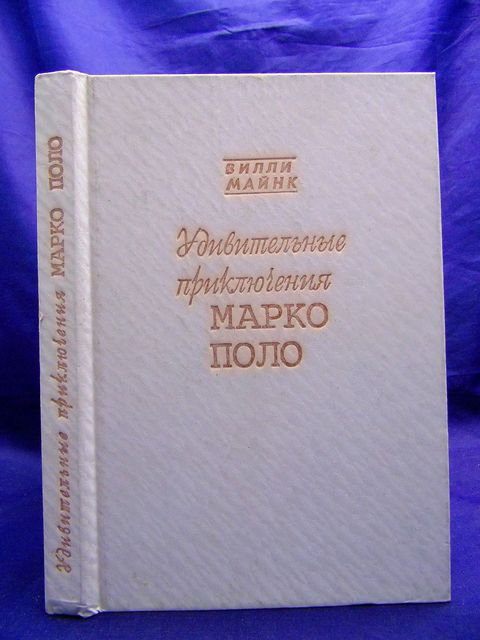 Удивительные приключения МАРКО ПОЛО
ВИЛЛИ
МАЙНК
Удивительные
приключения
МАРКО
ПОЛО